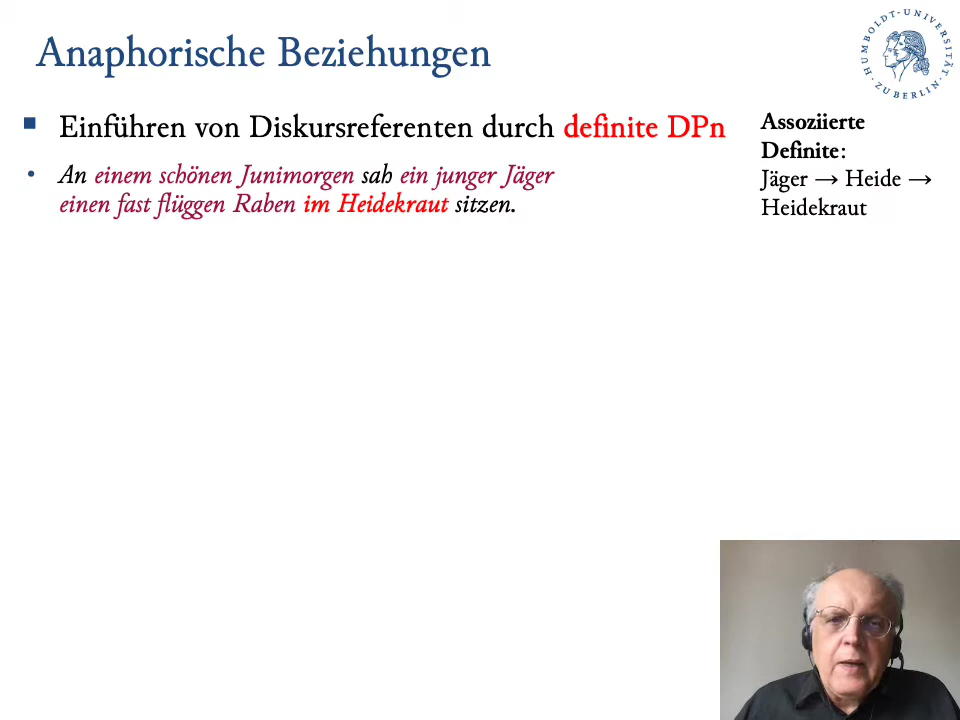 Anaphorische Beziehungen
HUMBOLDT-UNIVERSITÄT
ZU BERLIN
Einführen von Diskursreferenten durch definite DPn
An einem schönen Junimorgen sah ein junger Jäger
einen fast flüggen Raben im Heidekraut sitzen.
Assoziierte
Definite:
Jäger → Heide →
Heidekraut